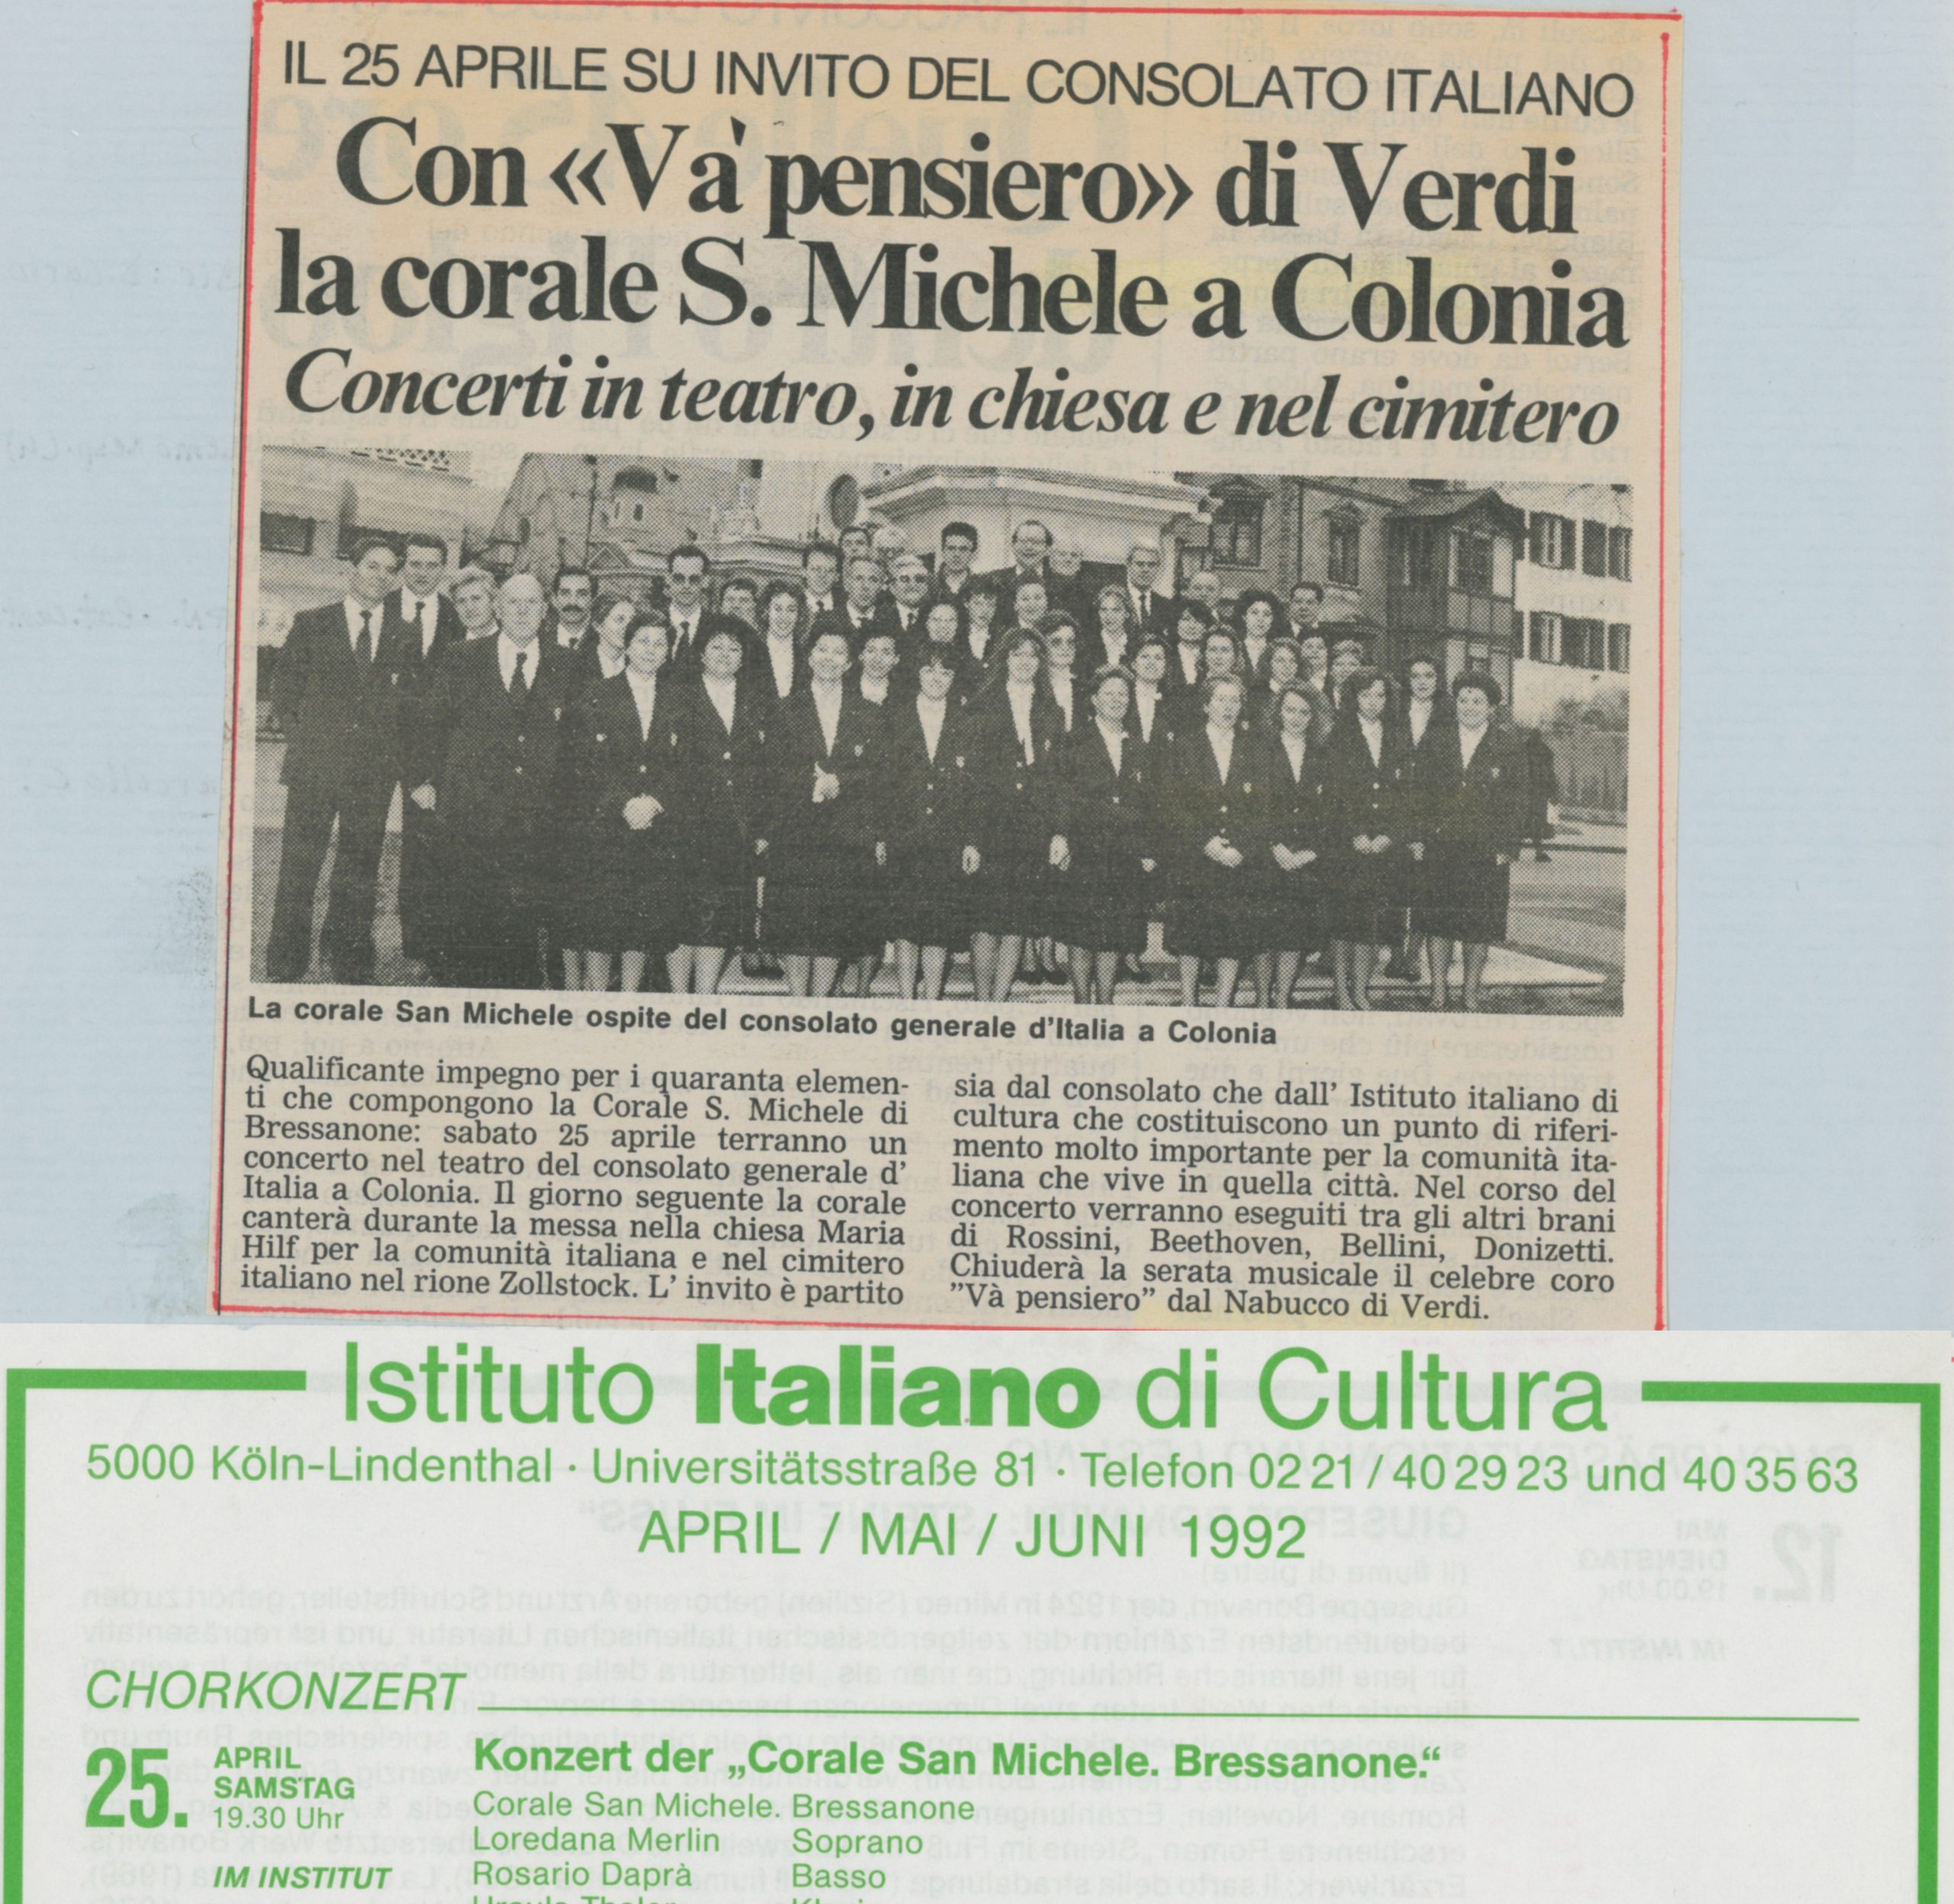 IL 25 APRILE SU INVITO DEL CONSOLATO ITALIANO
Con «Và pensiero» di Verdi
la corale S. Michele a Colonia
Concerti in teatro, in chiesa e nel cimitero
La corale San Michele ospite del consolato generale d'Italia a Colonia
Qualificante impegno per i quaranta elemen-
ti che compongono la Corale S. Michele di
Bressanone: sabato 25 aprile terranno un
concerto nel teatro del consolato generale d'
Italia a Colonia. Il giorno seguente la corale
canterà durante la messa nella chiesa Maria
Hilf per la comunità italiana e nel cimitero
italiano nel rione Zollstock. L' invito è partito
sia dal consolato che dall' Istituto italiano di
cultura che costituiscono un punto di riferi-
mento molto importante per la comunità ita-
liana che vive in quella città. Nel corso del
concerto verranno eseguiti tra gli altri brani
di Rossini, Beethoven, Bellini, Donizetti.
Chiuderà la serata musicale il celebre coro
"Và pensiero" dal Nabucco di Verdi.
Istituto Italiano di Cultura
5000 Köln-Lindenthal · Universitätsstraße 81 · Telefon 02 21 / 40 29 23 und 40 35 63
APRIL / MAI / JUNI 1992
CHORKONZERT
25. APRIL
SAMSTAG
19.30 Uhr
IM INSTITUT
Konzert der „Corale San Michele. Bressanone.“
Corale San Michele. Bressanone
Loredana Merlin Soprano
Rosario Daprà Basso